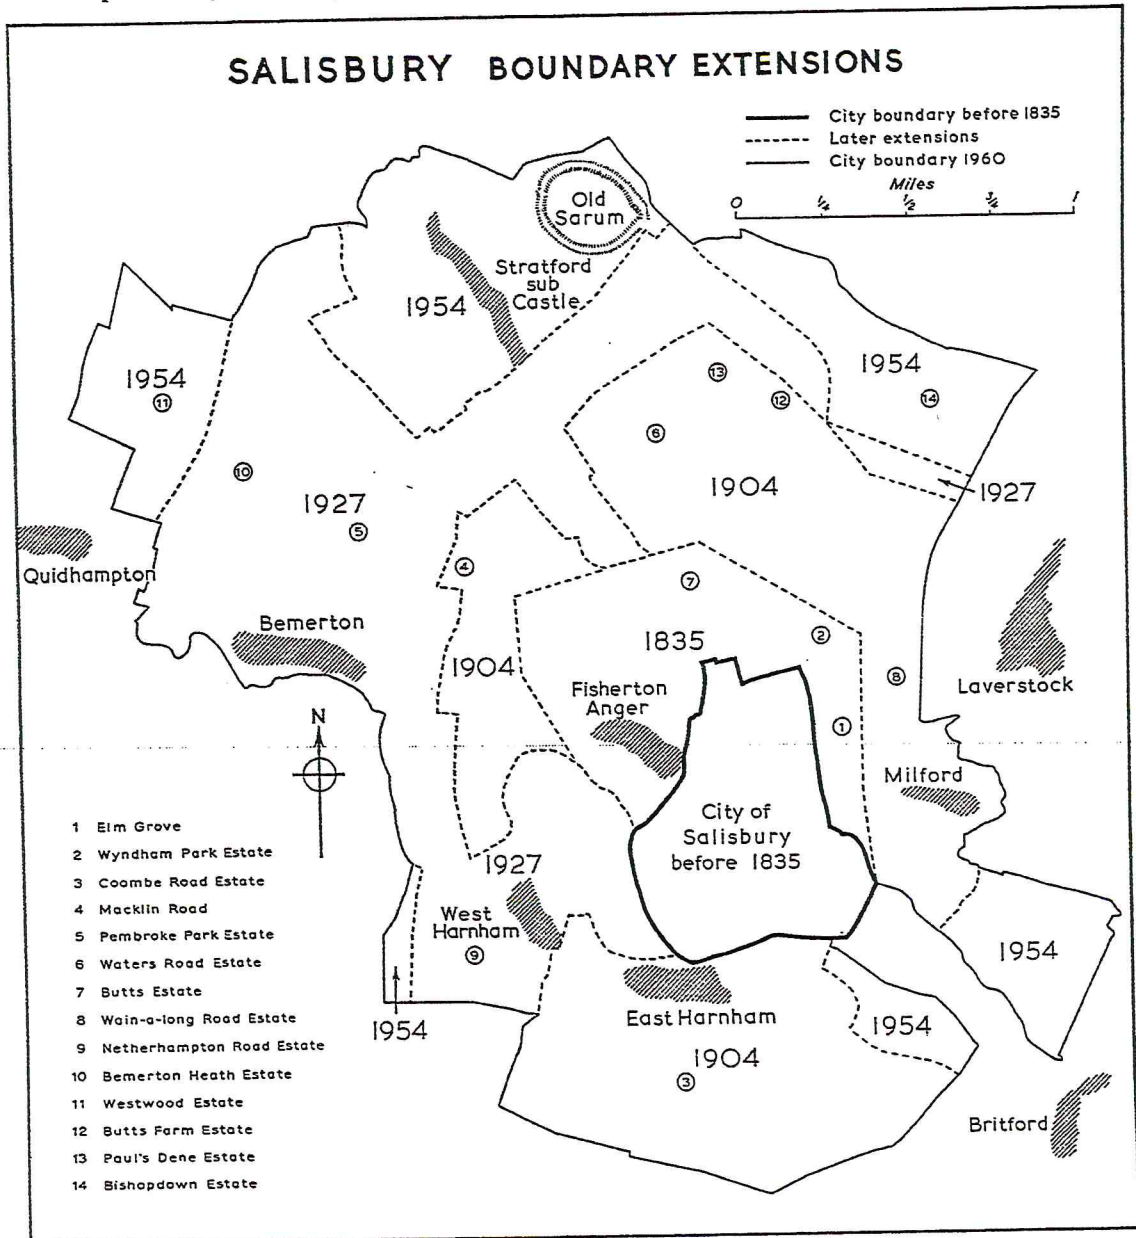 SALISBURY BOUNDARY EXTENSIONS
City boundary before 1835
Later extensions
City boundary 1960
Miles
0 ¼ ½ ¾ 1
Old
Sarum
Stratford
sub
Castle
1954
1954
11
1954
14
13
12
6
10
1904
1927
5
1927
4
Quidhampton
7
Bemerton
1835
2
1904
8
Laverstock
Fisherton
Anger
N
1
Milford
City of
Salisbury
before 1835
1927
West
Harnham
9
1954
1954
East Harnham
1954
1904
3
Britford
1 Elm Grove
2 Wyndham Park Estate
3 Coombe Road Estate
4 Macklin Road
5 Pembroke Park Estate
6 Waters Road Estate
7 Butts Estate
8 Wain-a-long Road Estate
9 Netherhampton Road Estate
10 Bemerton Heath Estate
11 Westwood Estate
12 Butts Farm Estate
13 Paul's Dene Estate
14 Bishopdown Estate